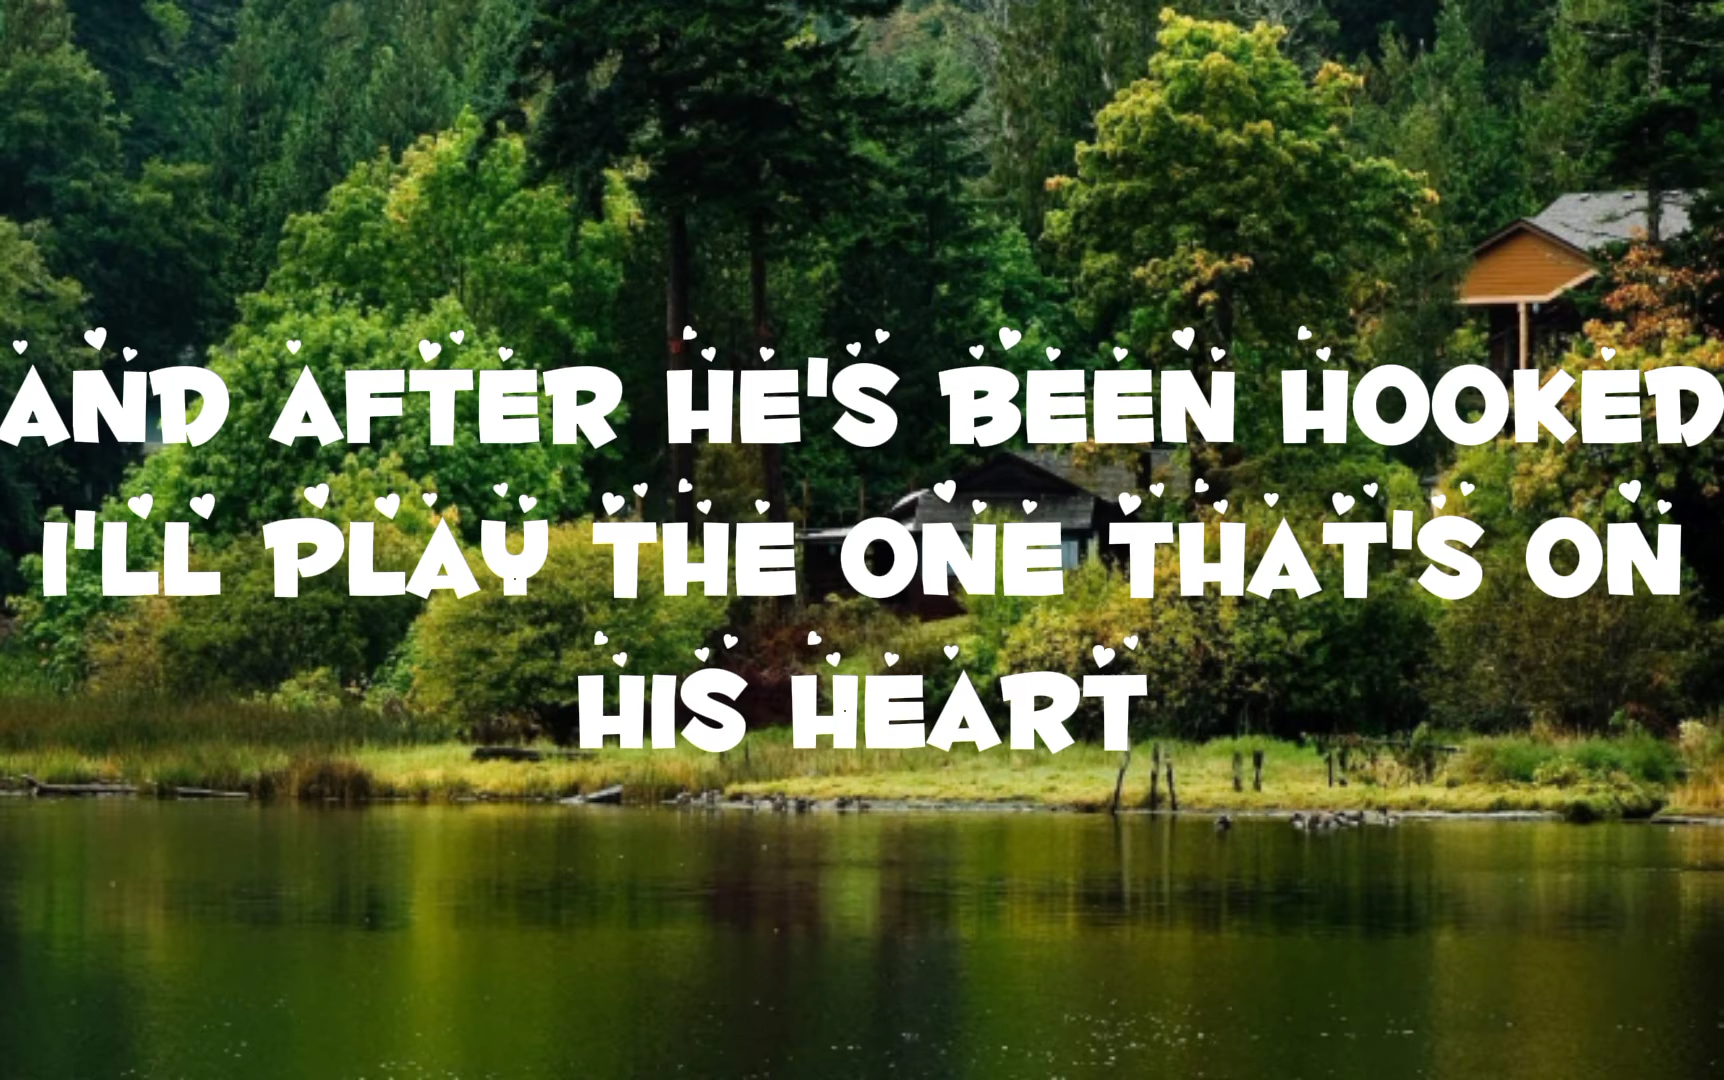 AND AFTER HE'S BEEN HOOKED
I'LL PLAY THE ONE THAT'S ON
HIS HEART